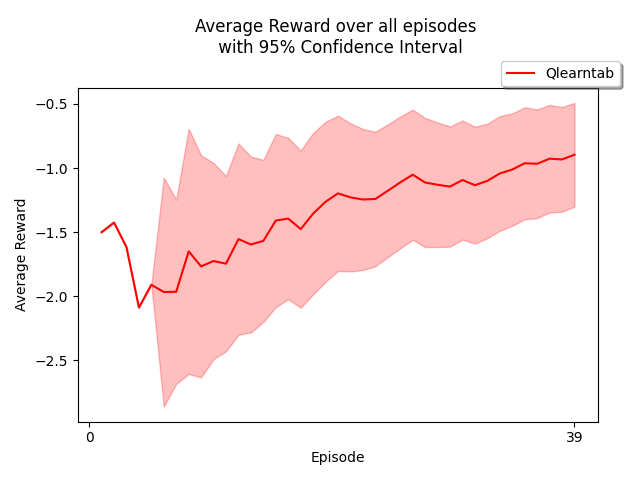 Average Reward over all episodes
with 95% Confidence Interval
Qlearntab
−0.5
−1.0
−1.5
−2.0
−2.5
Average Reward
0
39
Episode